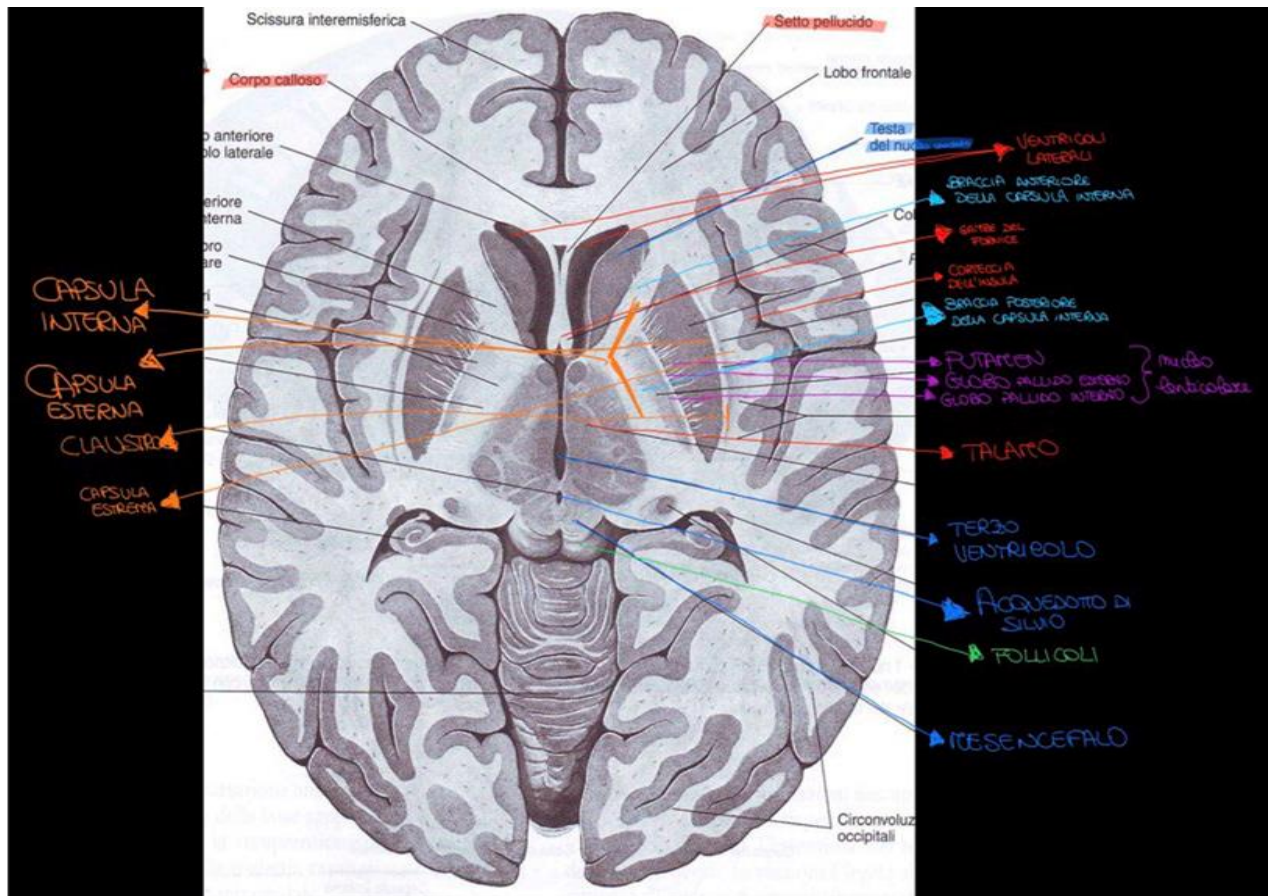 Scissura interemisferica
Setto pellucido
Corpo calloso
Lobo frontale
o anteriore
olo laterale
Testa
del nu
VENTRICOLI
LATERALI
BRACCIA ANTERIORE
DELLA CAPSULA INTERNA
eriore
nterna
Col
GAMBE DEL
FORNICE
oro
are
CORTECCIA
DELL'INSULA
CAPSULA
INTERNA
ri
BRACCIA POSTERIORE
DELLA CAPSULA INTERNA
CAPSULA
ESTERNA
PUTAMEN
GLOBO PALLIDO ESTERNO
GLOBO PALLIDO INTERNO
nucleo
lenticolare
CLAUSTRO
TALAMO
CAPSULA
ESTREMA
TERZO
VENTRICOLO
ACQUEDOTTO DI
SILVIO
FOLLICOLI
MESENCEFALO
Circonvoluz
occipitali